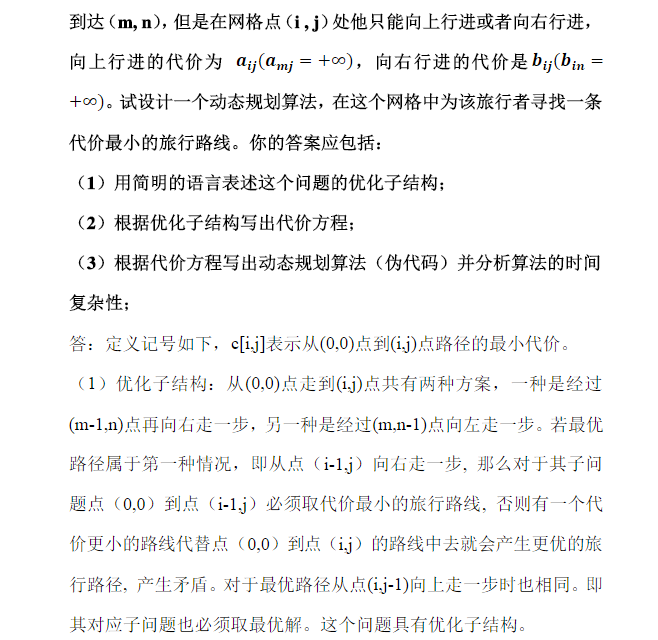 到达（m, n），但是在网格点（i , j）处他只能向上行进或者向右行进，
向上行进的代价为 aij(amj = +∞)，向右行进的代价是bij(bin =
+∞)。试设计一个动态规划算法，在这个网格中为该旅行者寻找一条
代价最小的旅行路线。你的答案应包括：
（1）用简明的语言表述这个问题的优化子结构；
（2）根据优化子结构写出代价方程；
（3）根据代价方程写出动态规划算法（伪代码）并分析算法的时间
复杂性；
答：定义记号如下，c[i,j]表示从(0,0)点到(i,j)点路径的最小代价。
（1）优化子结构：从(0,0)点走到(i,j)点共有两种方案，一种是经过
(m-1,n)点再向右走一步，另一种是经过(m,n-1)点向左走一步。若最优
路径属于第一种情况，即从点（i-1,j）向右走一步, 那么对于其子问
题点（0,0）到点（i-1,j）必须取代价最小的旅行路线, 否则有一个代
价更小的路线代替点（0,0）到点（i,j）的路线中去就会产生更优的旅
行路径, 产生矛盾。对于最优路径从点(i,j-1)向上走一步时也相同。即
其对应子问题也必须取最优解。这个问题具有优化子结构。